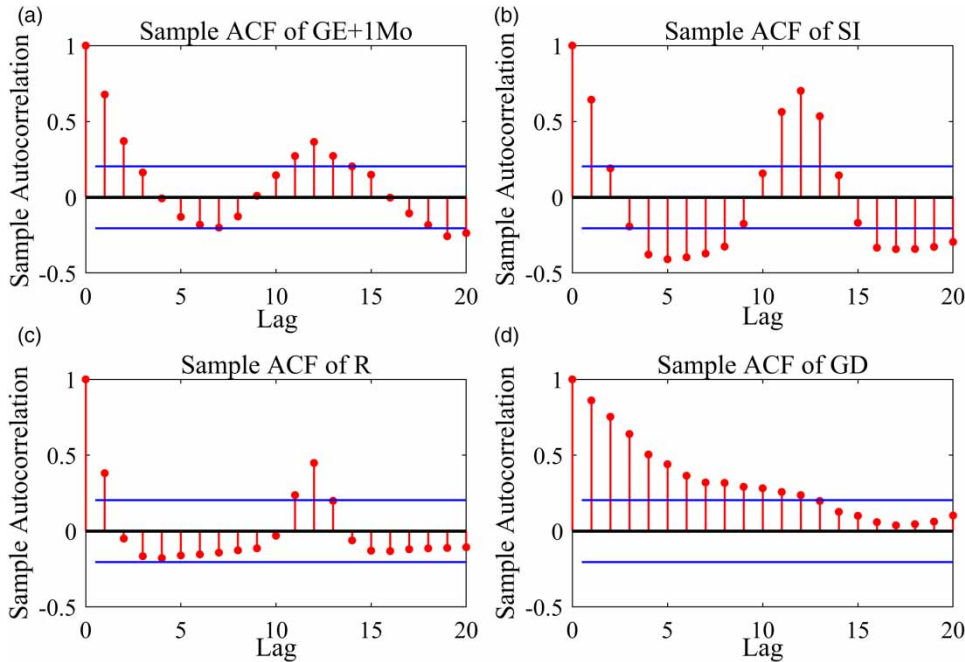 (a)
Sample ACF of GE+1Mo
Sample Autocorrelation
1
0.5
0
-0.5
0 5 10 15 20
Lag
(b)
Sample ACF of SI
Sample Autocorrelation
1
0.5
0
-0.5
0 5 10 15 20
Lag
(c)
Sample ACF of R
Sample Autocorrelation
1
0.5
0
-0.5
0 5 10 15 20
Lag
(d)
Sample ACF of GD
Sample Autocorrelation
1
0.5
0
-0.5
0 5 10 15 20
Lag